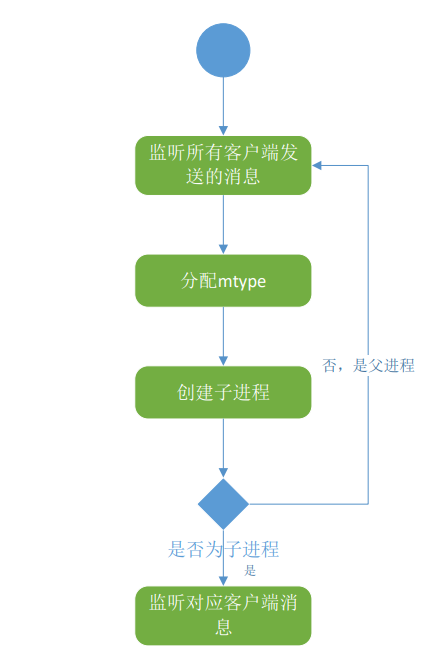 监听所有客户端发
送的消息
分配mtype
否，是父进程
创建子进程
是否为子进程
是
监听对应客户端消
息